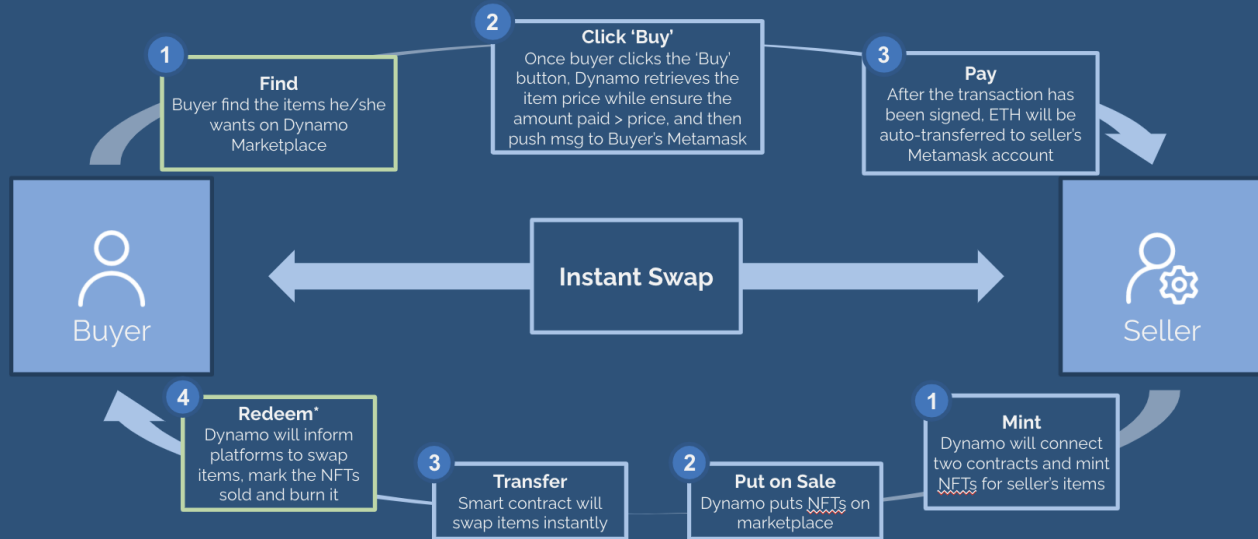 1
Find
Buyer find the items he/she
wants on Dynamo
Marketplace
2
Click ‘Buy’
Once buyer clicks the ‘Buy’
button, Dynamo retrieves the
item price while ensure the
amount paid > price, and then
push msg to Buyer’s Metamask
3
Pay
After the transaction has
been signed, ETH will be
auto-transferred to seller’s
Metamask account
Buyer
Instant Swap
Seller
4
Redeem*
Dynamo will inform
platforms to swap
items, mark the NFTs
sold and burn it
3
Transfer
Smart contract will
swap items instantly
2
Put on Sale
Dynamo puts NFTs on
marketplace
1
Mint
Dynamo will connect
two contracts and mint
NFTs for seller’s items